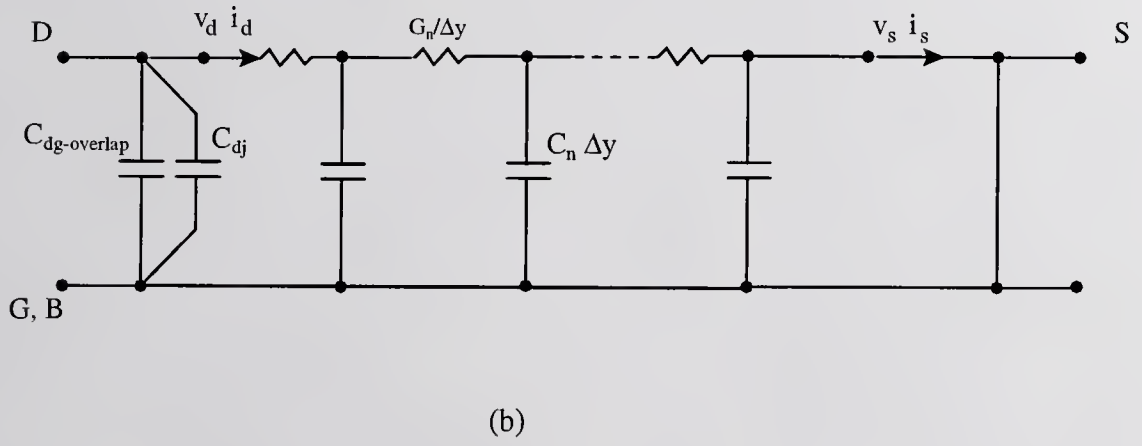 D
v_d i_d
G_n/Δy
v_s i_s
S
C_dg-overlap
C_dj
C_n Δy
G, B
(b)